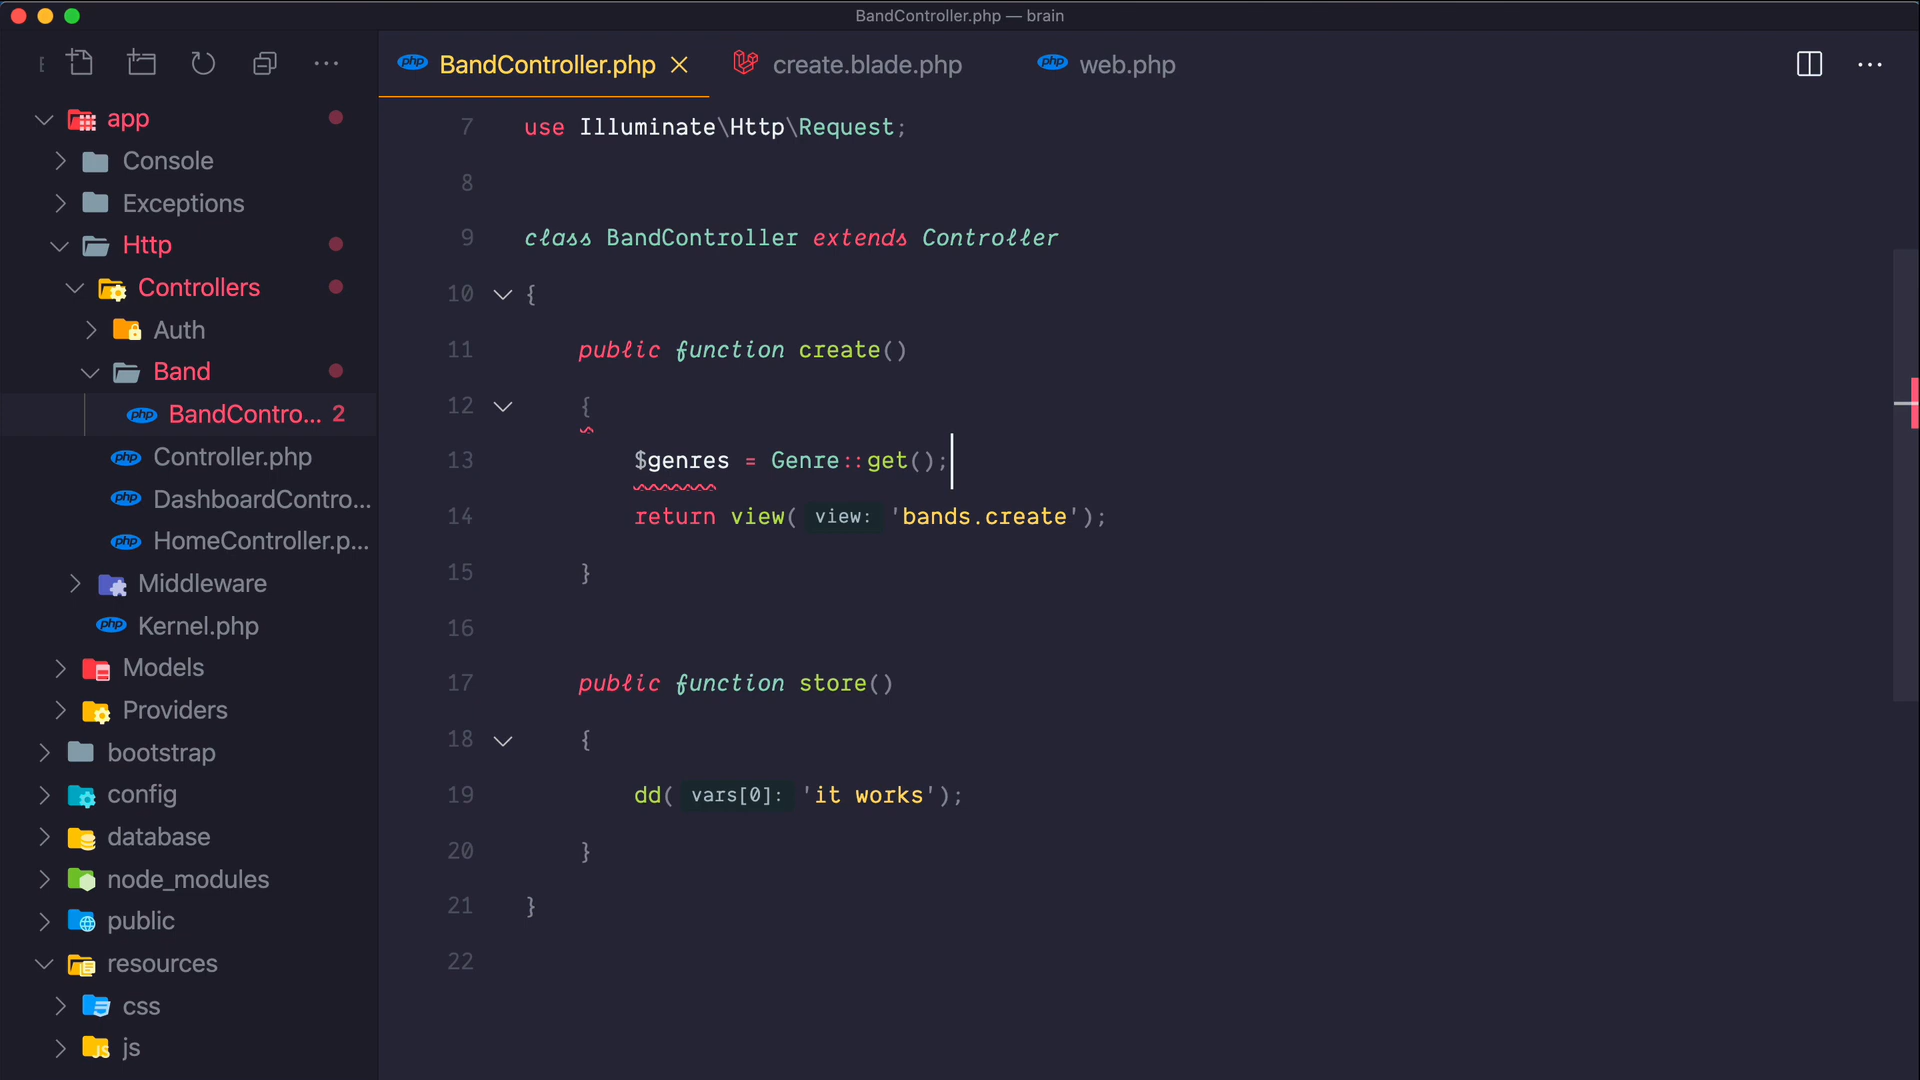 BandController.php — brain
BandController.php
create.blade.php
web.php
app
Console
Exceptions
Http
Controllers
Auth
Band
BandContro... 2
Controller.php
DashboardContro...
HomeController.p...
Middleware
Kernel.php
Models
Providers
bootstrap
config
database
node_modules
public
resources
css
js
7 use Illuminate\Http\Request;
8
9 class BandController extends Controller
10 {
11 public function create()
12 {
13 $genres = Genre::get();
14 return view( view: 'bands.create');
15 }
16
17 public function store()
18 {
19 dd( vars[0]: 'it works');
20 }
21 }
22